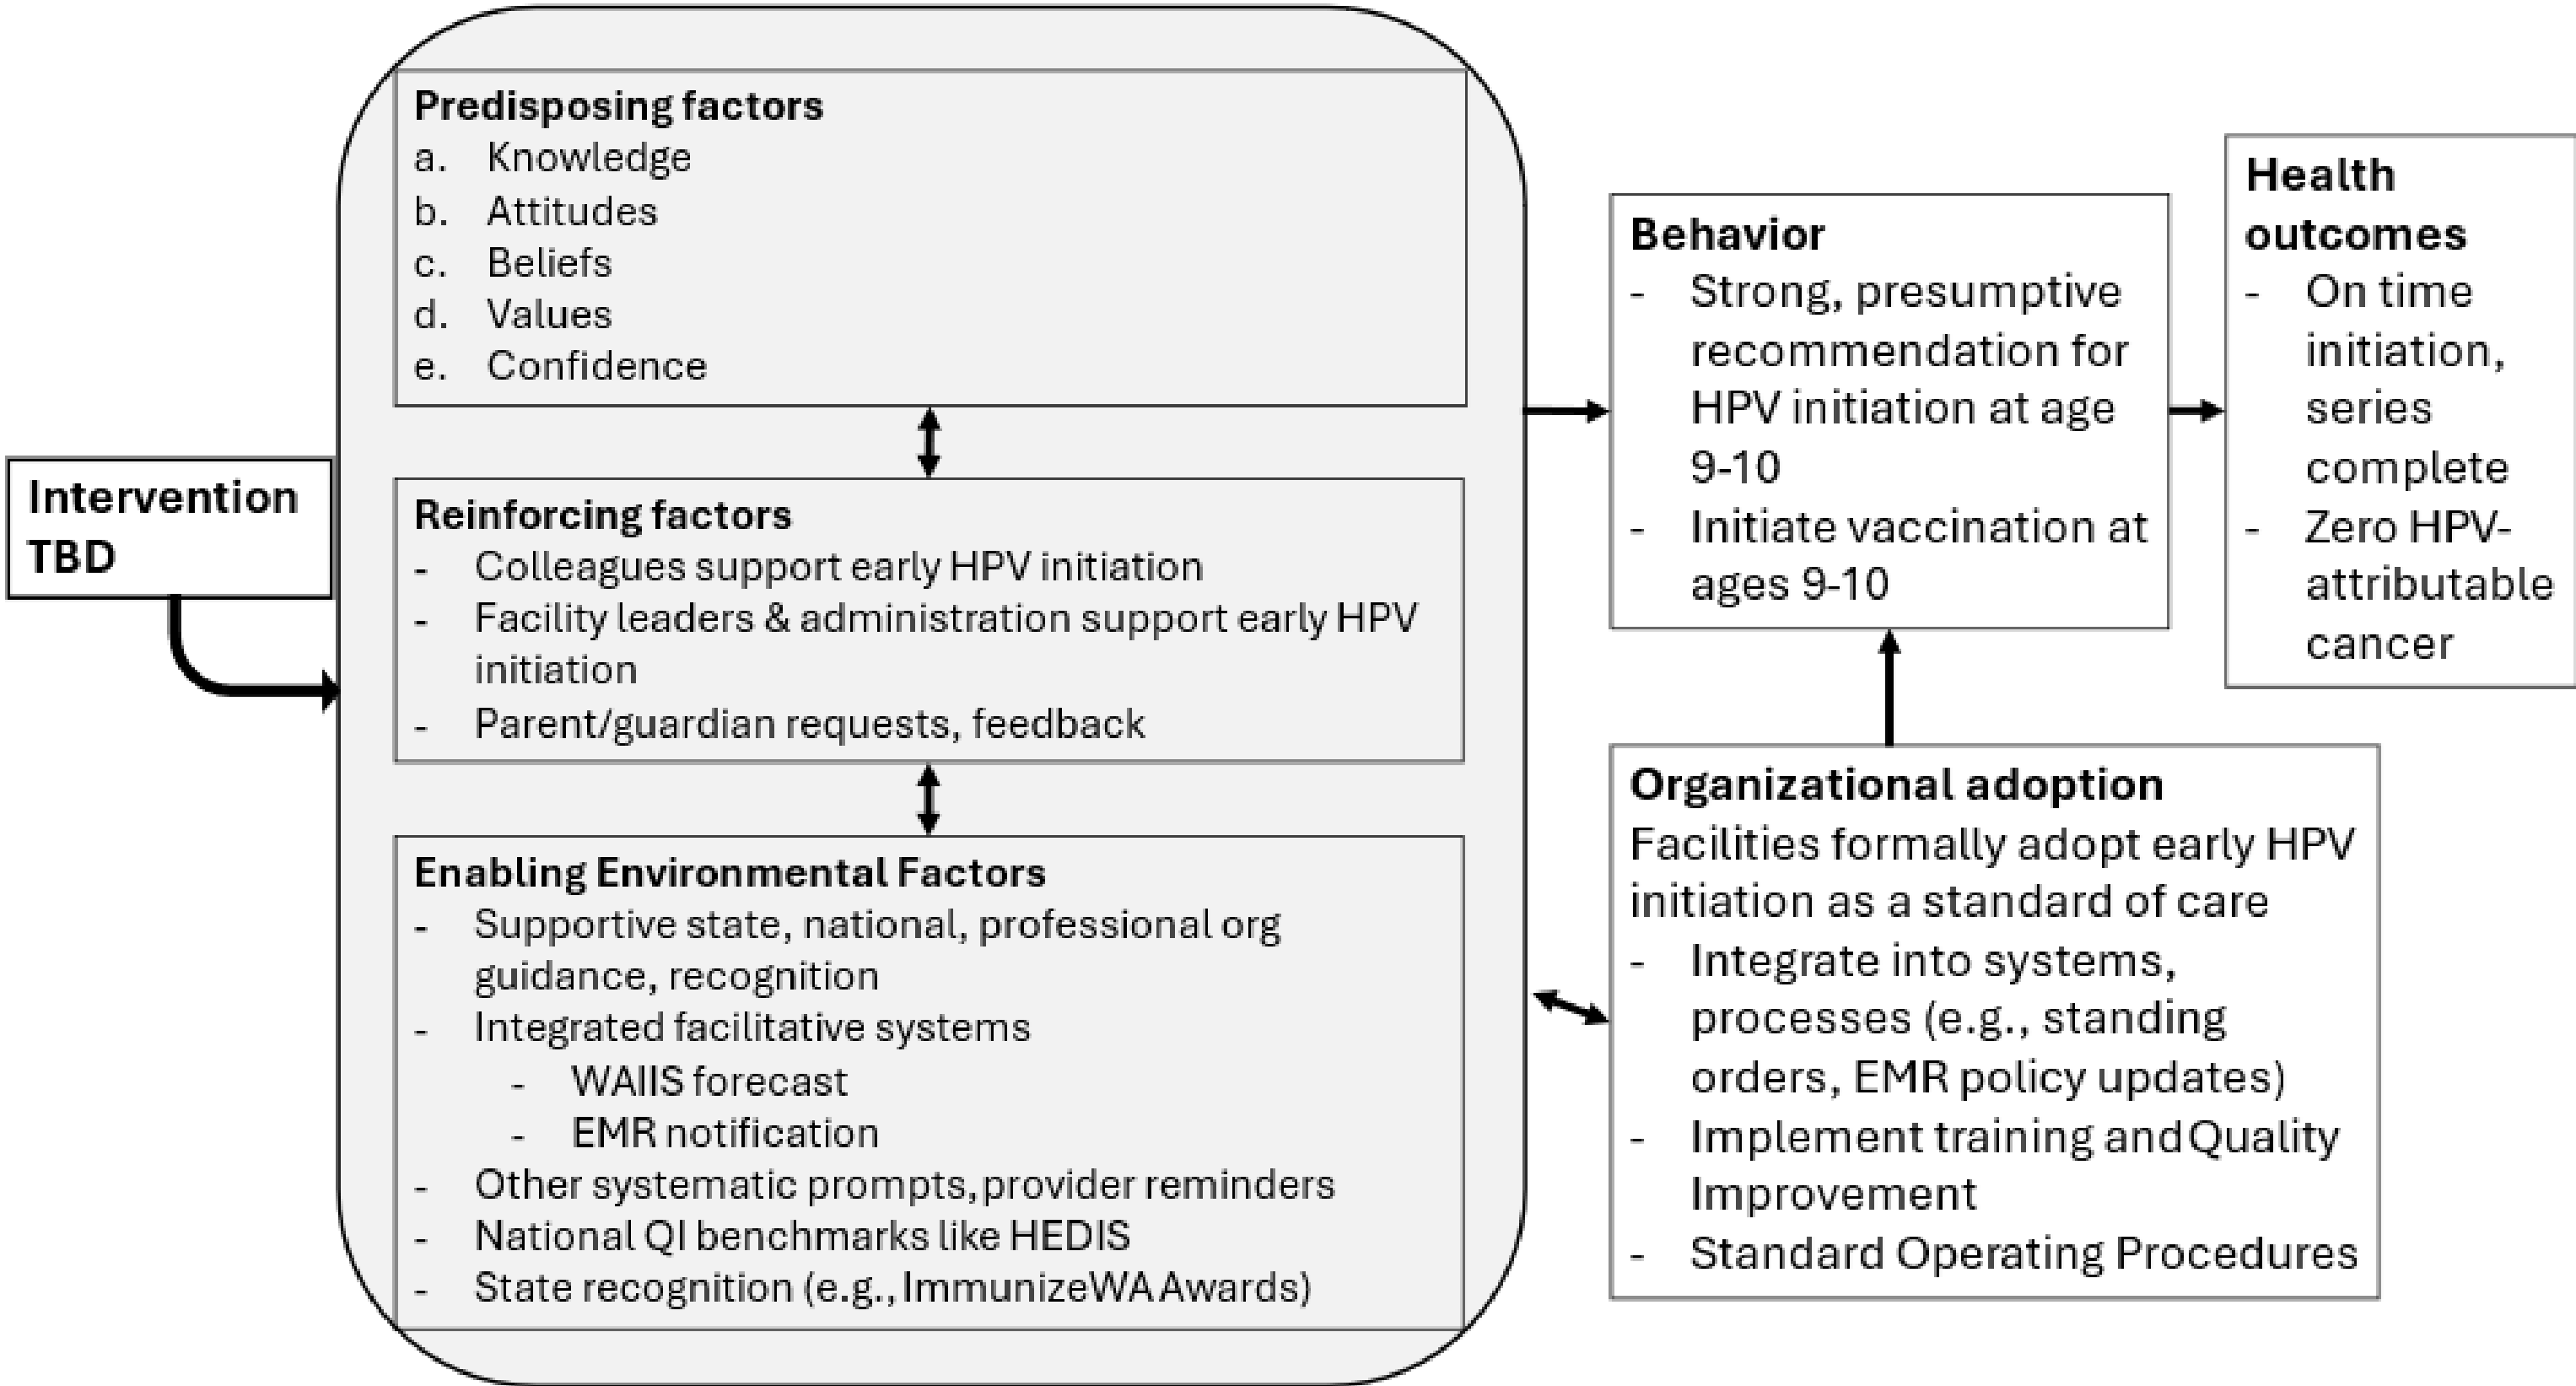 Intervention
TBD
Predisposing factors
a. Knowledge
b. Attitudes
c. Beliefs
d. Values
e. Confidence
Reinforcing factors
- Colleagues support early HPV initiation
- Facility leaders & administration support early HPV
initiation
- Parent/guardian requests, feedback
Enabling Environmental Factors
- Supportive state, national, professional org
guidance, recognition
- Integrated facilitative systems
- WAIIS forecast
- EMR notification
- Other systematic prompts, provider reminders
- National QI benchmarks like HEDIS
- State recognition (e.g., ImmunizeWA Awards)
Behavior
- Strong, presumptive
recommendation for
HPV initiation at age
9-10
- Initiate vaccination at
ages 9-10
Organizational adoption
Facilities formally adopt early HPV
initiation as a standard of care
- Integrate into systems,
processes (e.g., standing
orders, EMR policy updates)
- Implement training and Quality
Improvement
- Standard Operating Procedures
Health
outcomes
- On time
initiation,
series
complete
- Zero HPV-
attributable
cancer